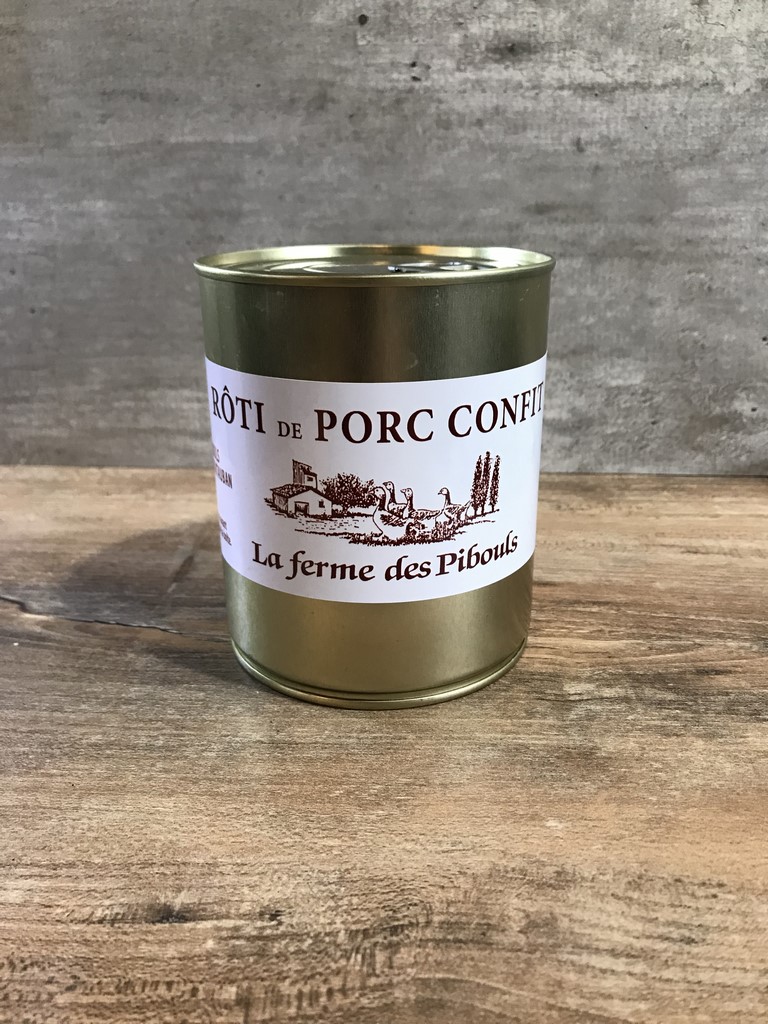 RÔTI DE PORC CONFIT
La ferme des Pibouls